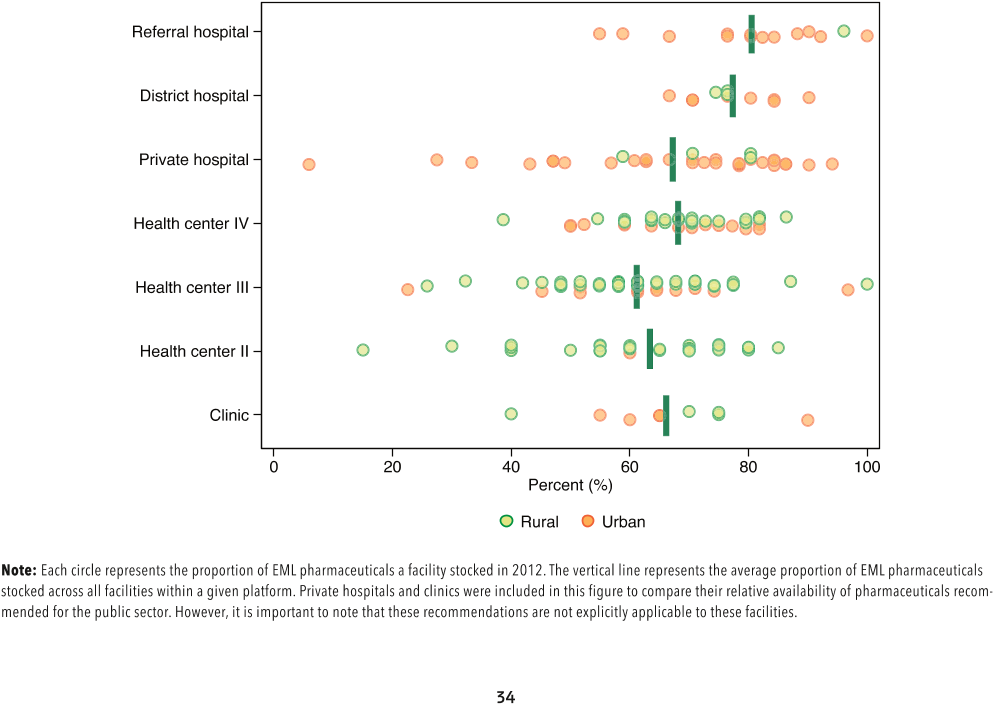 Referral hospital
District hospital
Private hospital
Health center IV
Health center III
Health center II
Clinic
0 20 40 60 80 100
Percent (%)
Rural Urban
Note: Each circle represents the proportion of EML pharmaceuticals a facility stocked in 2012. The vertical line represents the average proportion of EML pharmaceuticals
stocked across all facilities within a given platform. Private hospitals and clinics were included in this figure to compare their relative availability of pharmaceuticals recom-
mended for the public sector. However, it is important to note that these recommendations are not explicitly applicable to these facilities.
34